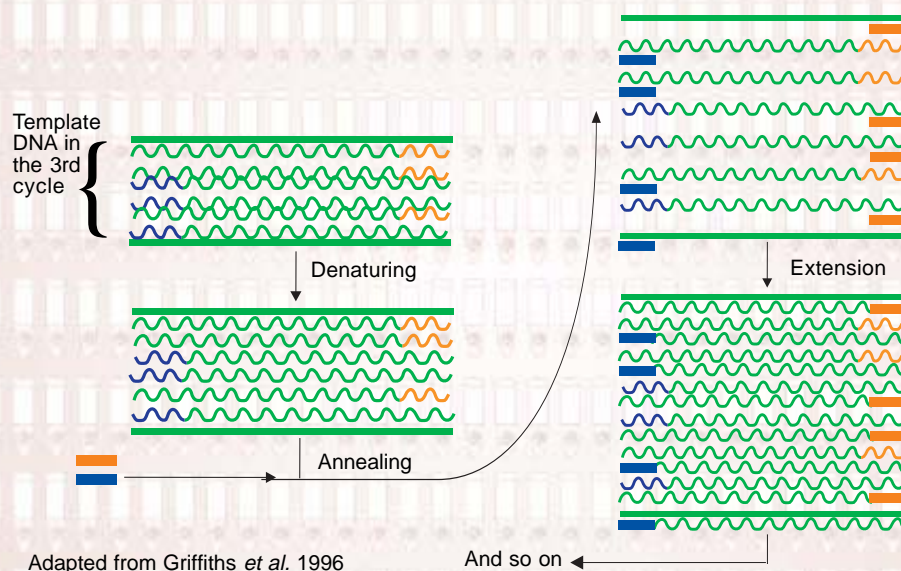 Template
DNA in
the 3rd
cycle
Denaturing
Annealing
Extension
Adapted from Griffiths et al. 1996
And so on